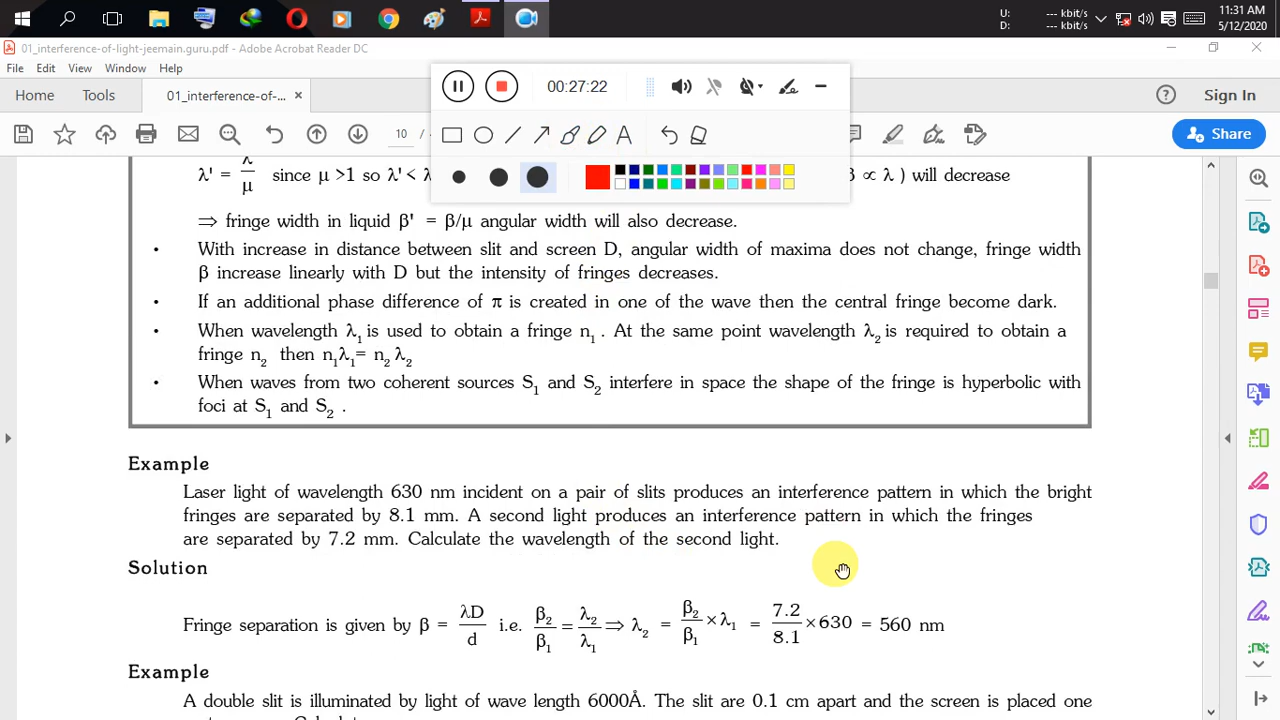 11:31 AM
U: --- kbit/s
D: --- kbit/s
5/12/2020
01_interference-of-light-jeemain.guru.pdf - Adobe Acrobat Reader DC
File Edit View Window Help
00:27:22
Home Tools 01_interference-of-... × Sign In
10 / Share
λ' = λ/μ since μ >1 so λ' < λ ∝ λ ) will decrease
⇒ fringe width in liquid β' = β/μ angular width will also decrease.
• With increase in distance between slit and screen D, angular width of maxima does not change, fringe width
β increase linearly with D but the intensity of fringes decreases.
• If an additional phase difference of π is created in one of the wave then the central fringe become dark.
• When wavelength λ₁ is used to obtain a fringe n₁ . At the same point wavelength λ₂ is required to obtain a
fringe n₂ then n₁λ₁= n₂ λ₂
• When waves from two coherent sources S₁ and S₂ interfere in space the shape of the fringe is hyperbolic with
foci at S₁ and S₂ .
Example
Laser light of wavelength 630 nm incident on a pair of slits produces an interference pattern in which the bright
fringes are separated by 8.1 mm. A second light produces an interference pattern in which the fringes
are separated by 7.2 mm. Calculate the wavelength of the second light.
Solution
Fringe separation is given by β = λD/d i.e. β₂/β₁ = λ₂/λ₁ ⇒ λ₂ = β₂/β₁ × λ₁ = 7.2/8.1 × 630 = 560 nm
Example
A double slit is illuminated by light of wave length 6000Å. The slit are 0.1 cm apart and the screen is placed one